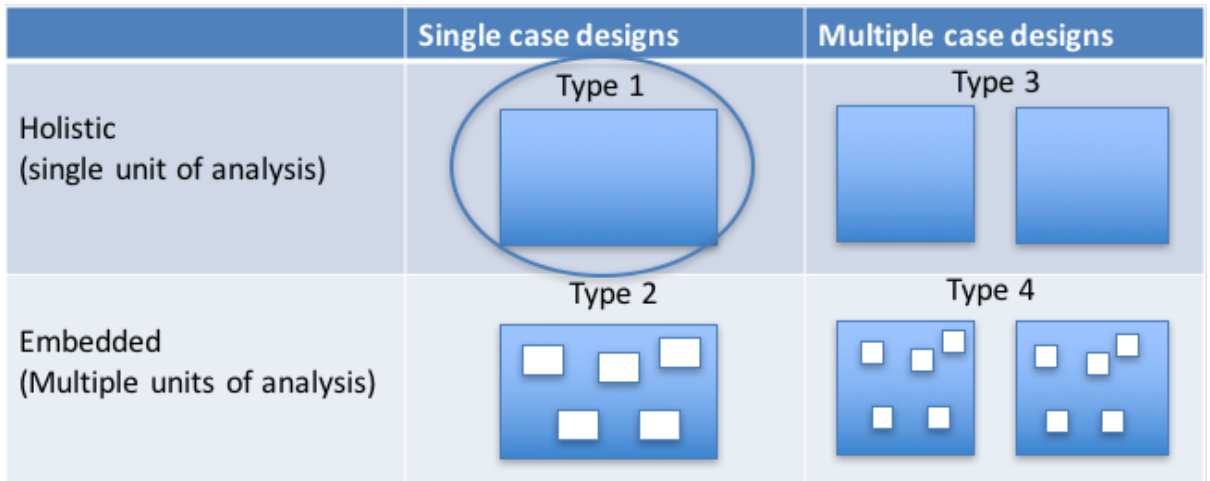 Single case designs
Multiple case designs
Holistic
(single unit of analysis)
Type 1
Type 3
Embedded
(Multiple units of analysis)
Type 2
Type 4